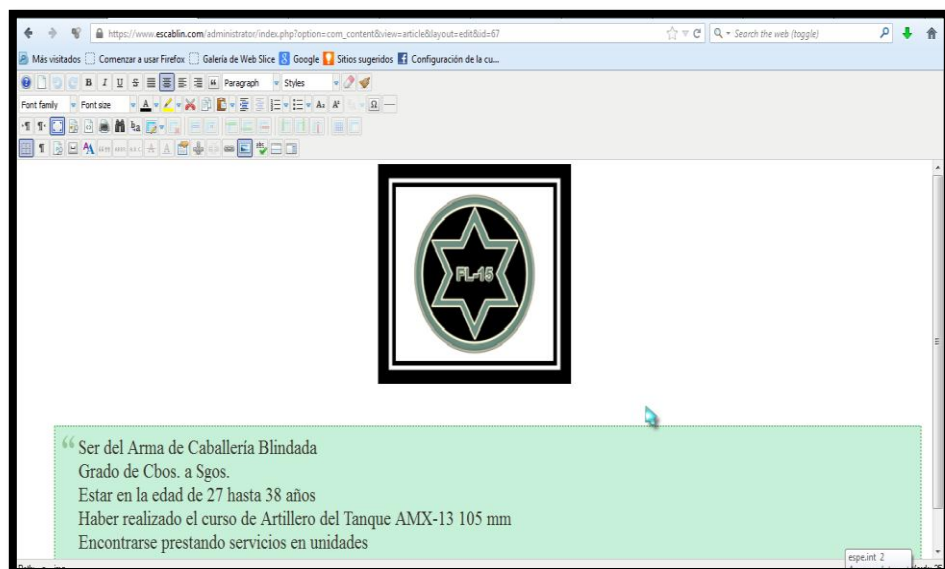 https://www.escablin.com/administrator/index.php?option=com_content&view=article&layout=edit&id=67
Search the web (toggle)
Más visitados Comenzar a usar Firefox Galería de Web Slice Google Sitios sugeridos Configuración de la cu...
B I U S Paragraph Styles
Font family Font size A Ω
FL-15
“ Ser del Arma de Caballería Blindada
Grado de Cbos. a Sgos.
Estar en la edad de 27 hasta 38 años
Haber realizado el curso de Artillero del Tanque AMX-13 105 mm
Encontrarse prestando servicios en unidades
espe.int 2